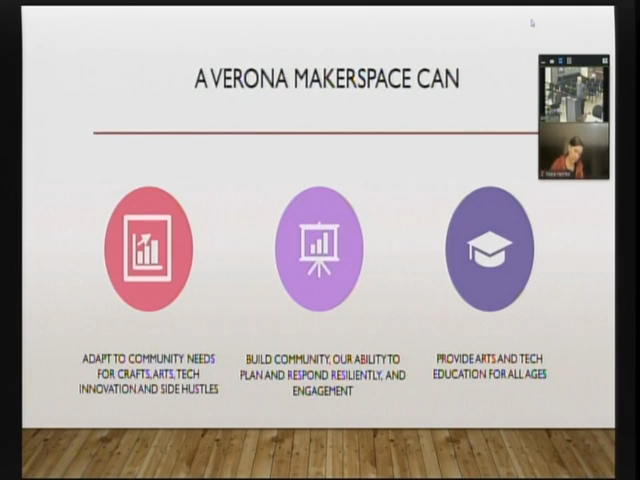 A VERONA MAKERSPACE CAN
ADAPT TO COMMUNITY NEEDS
FOR CRAFTS, ARTS, TECH
INNOVATION AND SIDE HUSTLES
BUILD COMMUNITY, OUR ABILITY TO
PLAN AND RESPOND RESILIENTLY, AND
ENGAGEMENT
PROVIDE ARTS AND TECH
EDUCATION FOR ALL AGES